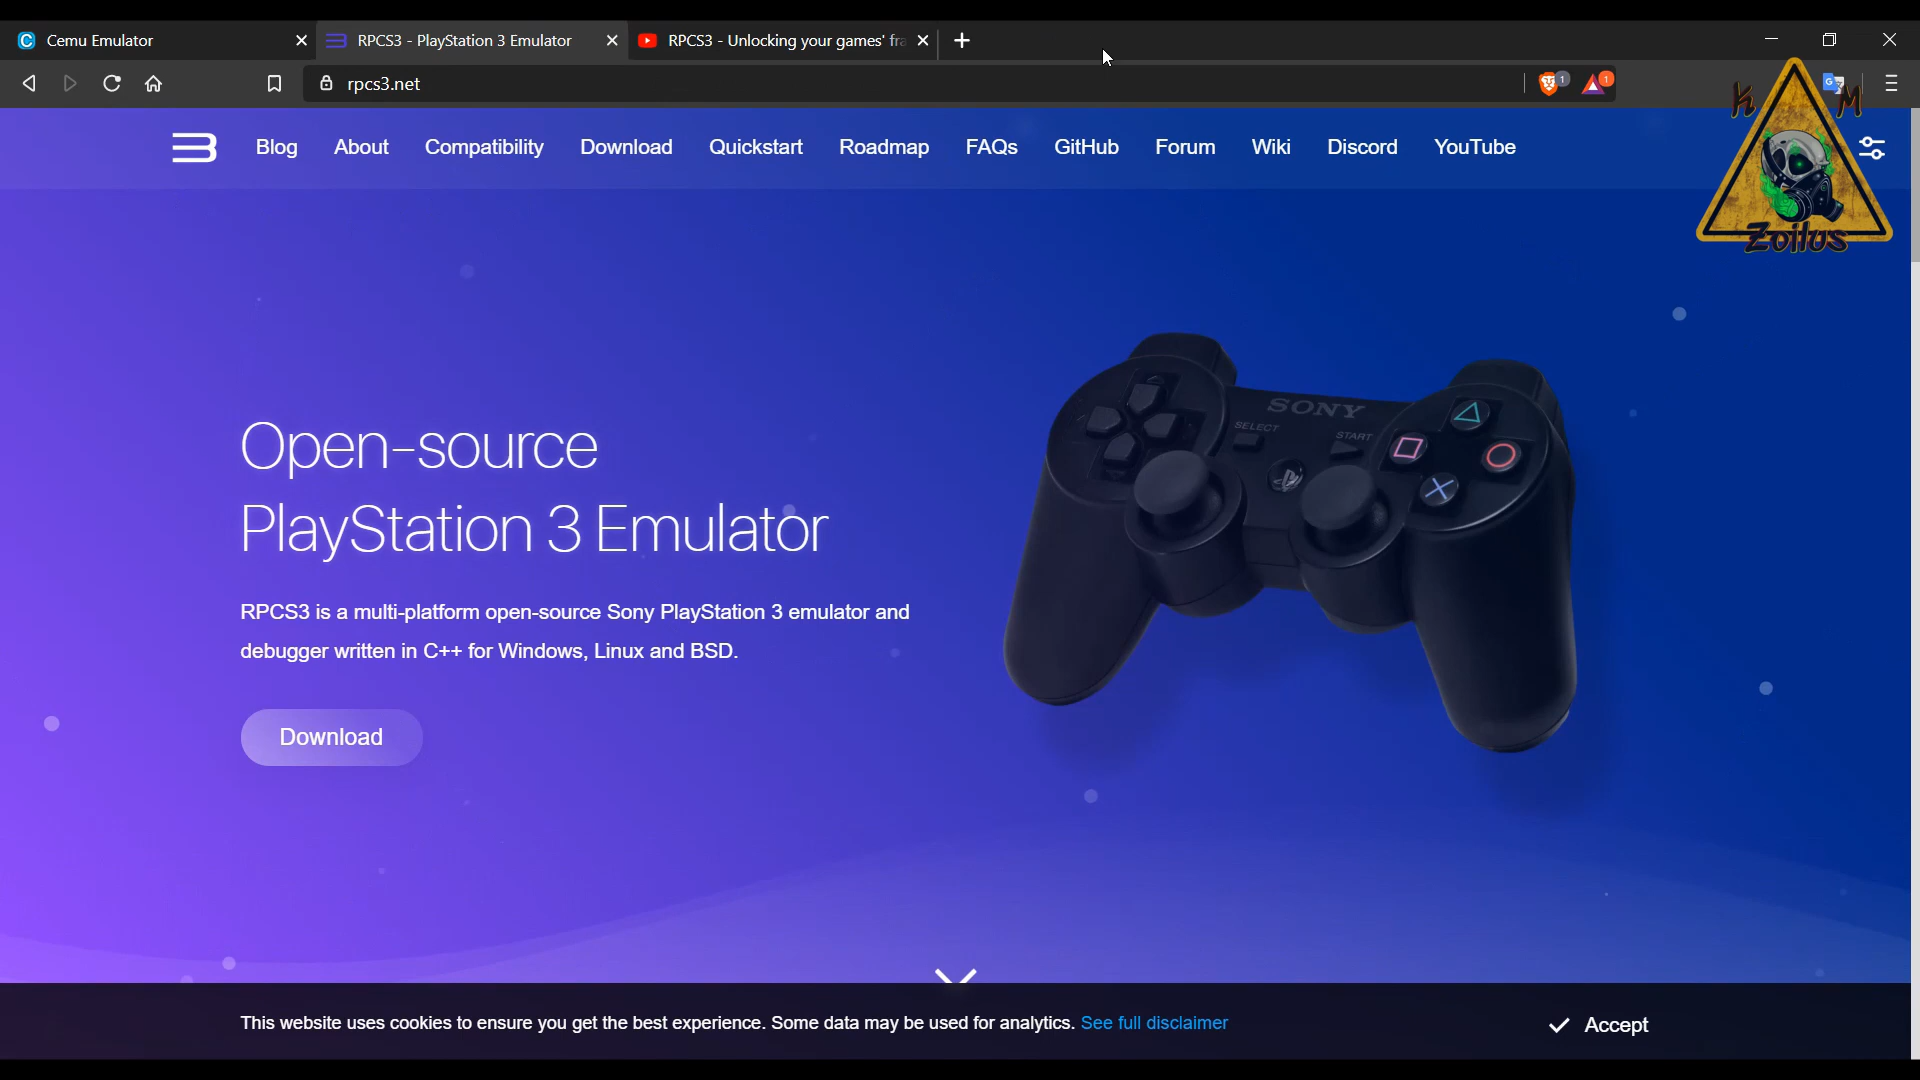 Cemu Emulator
RPCS3 - PlayStation 3 Emulator
RPCS3 - Unlocking your games' fra
rpcs3.net
1
1
K M
Zoilus
Blog
About
Compatibility
Download
Quickstart
Roadmap
FAQs
GitHub
Forum
Wiki
Discord
YouTube
Open-source
PlayStation 3 Emulator
RPCS3 is a multi-platform open-source Sony PlayStation 3 emulator and
debugger written in C++ for Windows, Linux and BSD.
Download
SONY
SELECT
START
This website uses cookies to ensure you get the best experience. Some data may be used for analytics. See full disclaimer
Accept